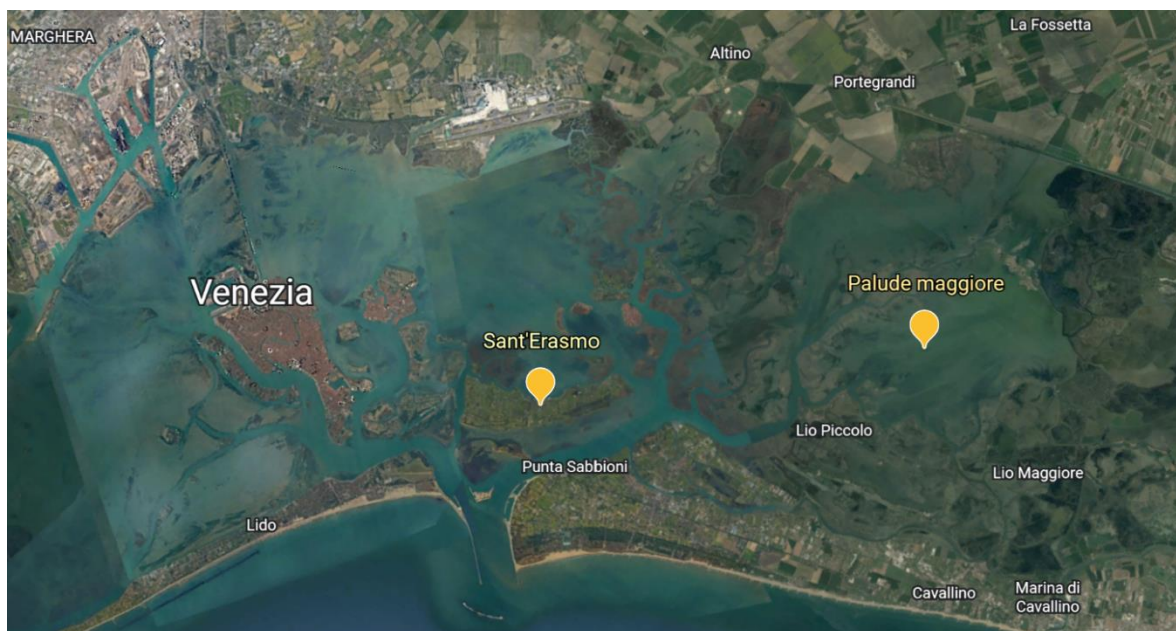 La Fossetta
MARGHERA
Altino
Portegrandi
Palude maggiore
Venezia
Sant'Erasmo
Lio Piccolo
Punta Sabbioni
Lio Maggiore
Lido
Cavallino
Marina di
Cavallino